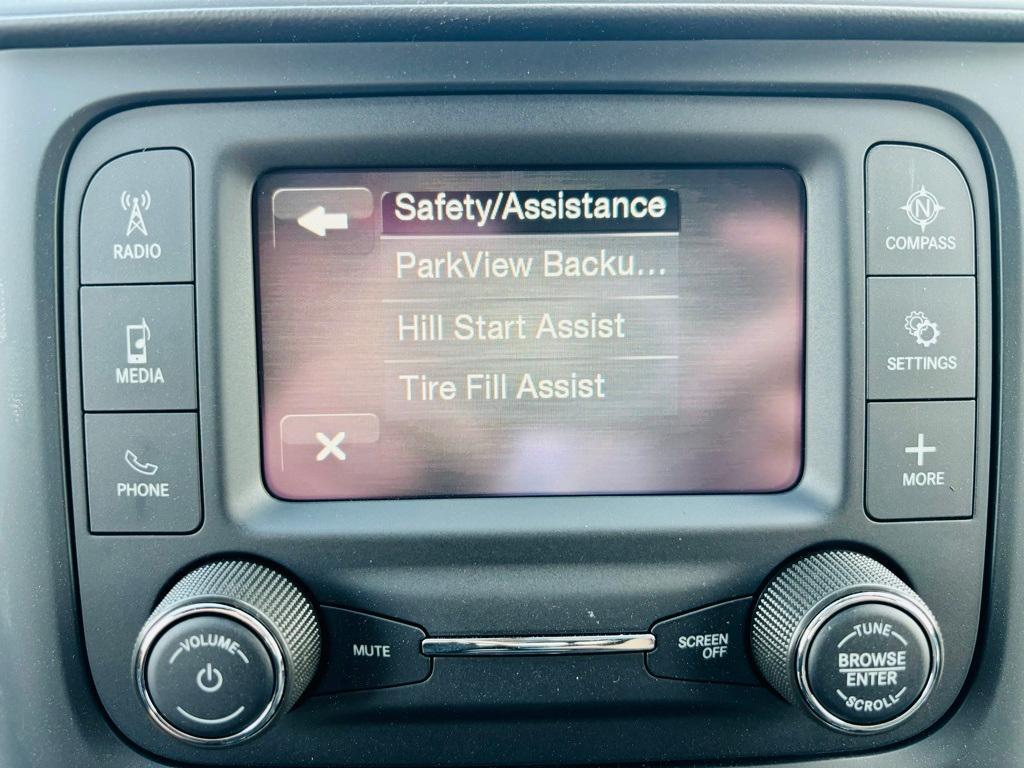 Safety/Assistance
ParkView Backu...
Hill Start Assist
Tire Fill Assist
RADIO
MEDIA
PHONE
N
COMPASS
SETTINGS
MORE
VOLUME
MUTE
SCREEN
OFF
TUNE
BROWSE
ENTER
SCROLL